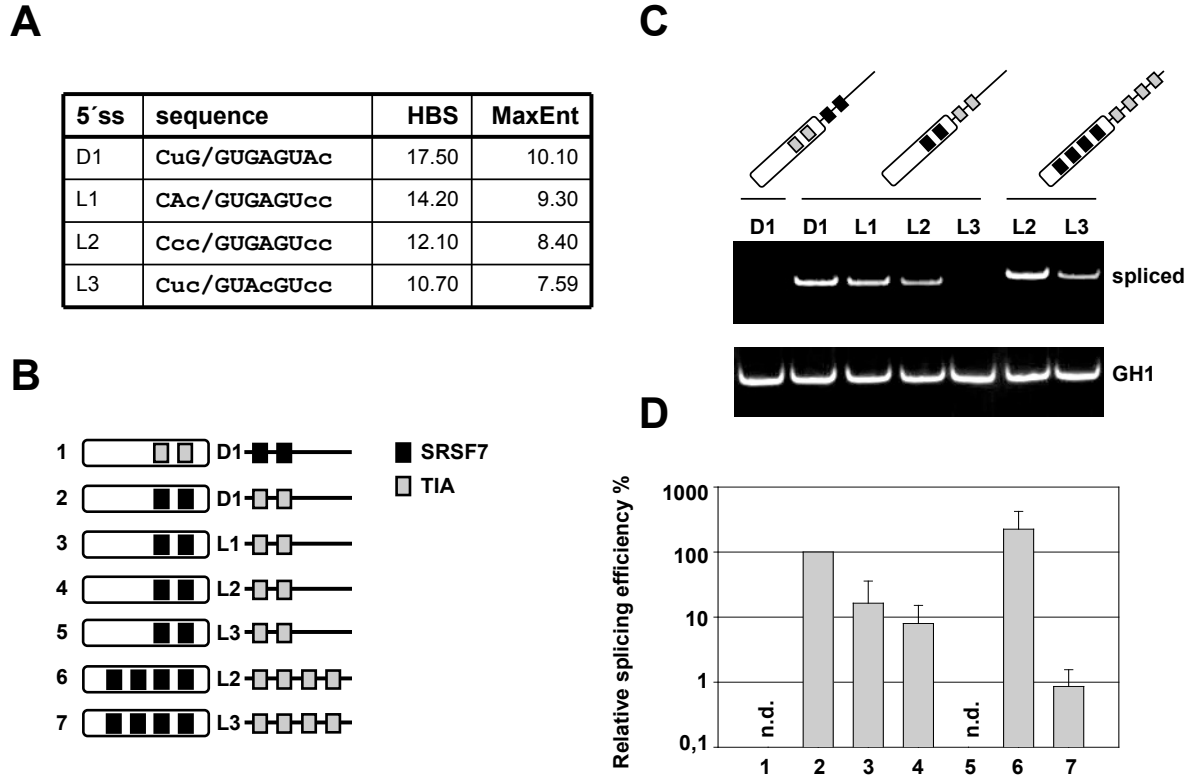 A
5´ss sequence HBS MaxEnt
D1 CuG/GUGAGUAc 17.50 10.10
L1 CAc/GUGAGUcc 14.20 9.30
L2 Ccc/GUGAGUcc 12.10 8.40
L3 Cuc/GUAcGUcc 10.70 7.59
B
1 D1
2 D1
3 L1
4 L2
5 L3
6 L2
7 L3
SRSF7
TIA
C
D1 D1 L1 L2 L3 L2 L3
spliced
GH1
D
Relative splicing efficiency %
1000
100
10
1
0,1
n.d. n.d.
1 2 3 4 5 6 7